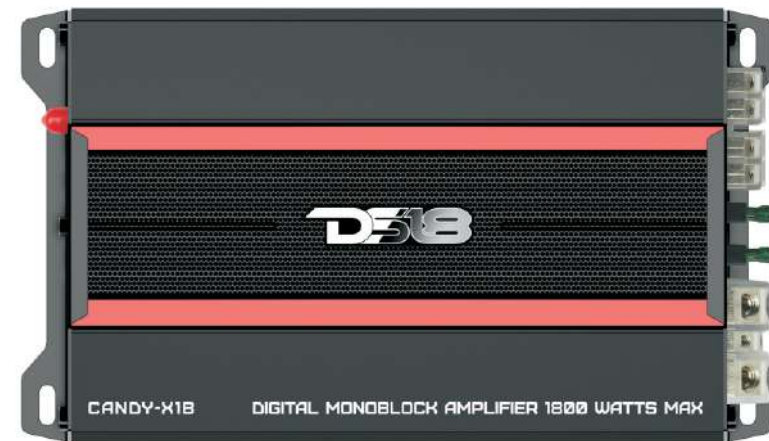 DS18
CANDY-X1B DIGITAL MONOBLOCK AMPLIFIER 1800 WATTS MAX